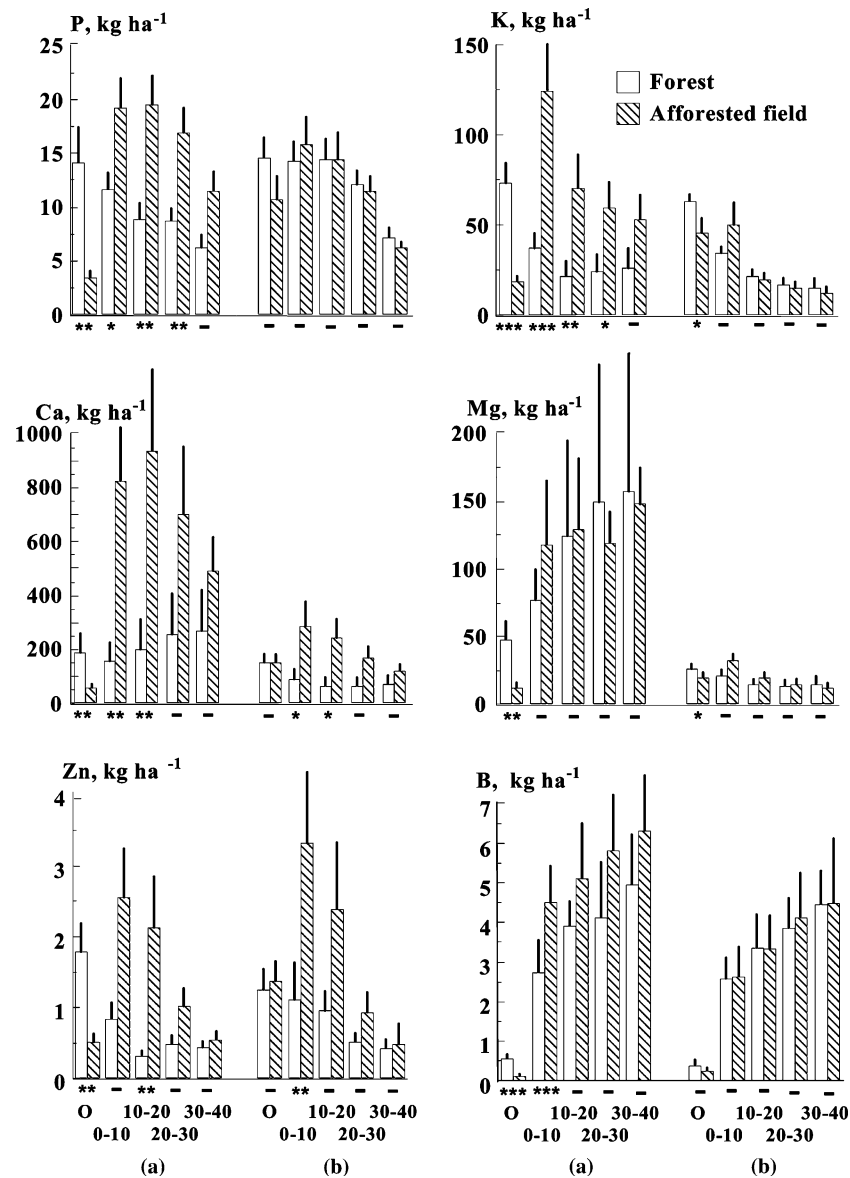 P, kg ha-1
25
20
15
10
5
0
** * ** ** -
- - - - -
K, kg ha-1
150
100
50
0
Forest
Afforested field
*** *** ** * -
* - - - -
Ca, kg ha-1
1000
800
600
400
200
0
** ** ** - -
- * * - -
Mg, kg ha-1
200
150
100
50
0
** - - - -
* - - - -
Zn, kg ha -1
4
3
2
1
0
** - ** - -
- ** - - -
O 10-20 30-40
0-10 20-30
(a)
O 10-20 30-40
0-10 20-30
(b)
B, kg ha-1
7
6
5
4
3
2
1
0
*** *** - - -
- - - - -
O 10-20 30-40
0-10 20-30
(a)
O 10-20 30-40
0-10 20-30
(b)